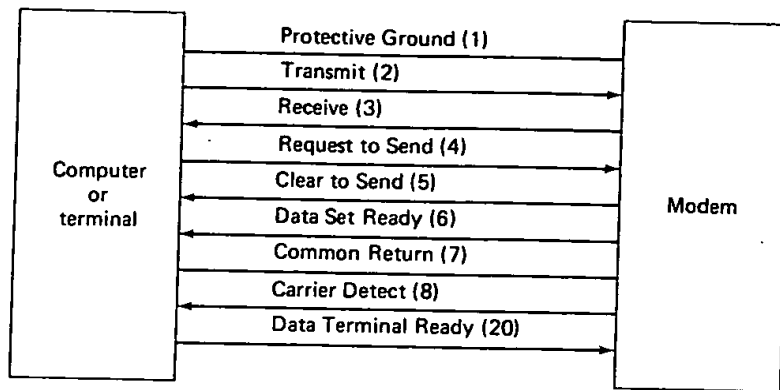 Protective Ground (1)
Transmit (2)
Receive (3)
Request to Send (4)
Clear to Send (5)
Data Set Ready (6)
Common Return (7)
Carrier Detect (8)
Data Terminal Ready (20)
Computer
or
terminal
Modem